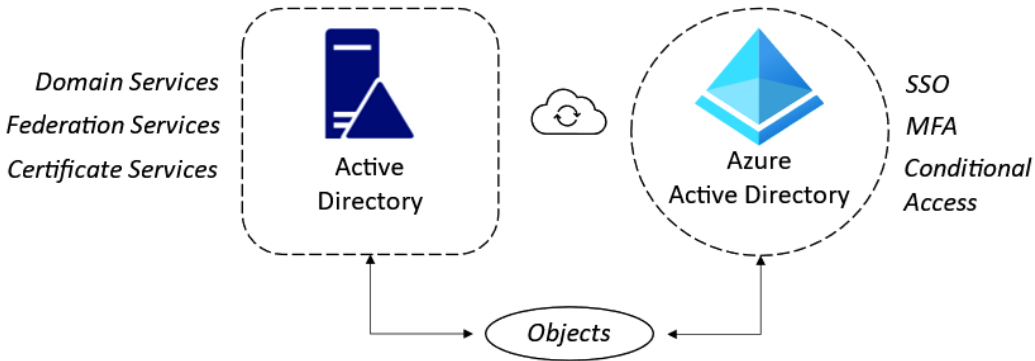 Domain Services
Federation Services
Certificate Services
Active
Directory
Azure
Active Directory
SSO
MFA
Conditional
Access
Objects